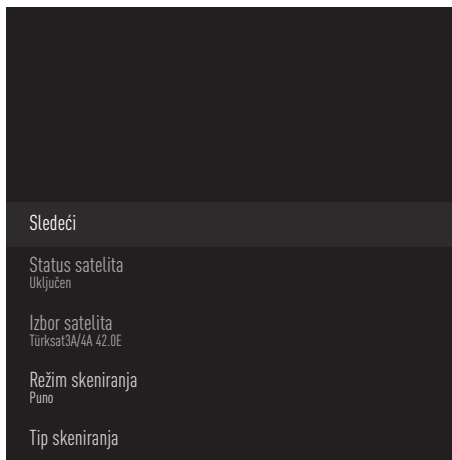 Sledeći
Status satelita
Uključen
Izbor satelita
Türksat3A/4A 42.0E
Režim skeniranja
Puno
Tip skeniranja